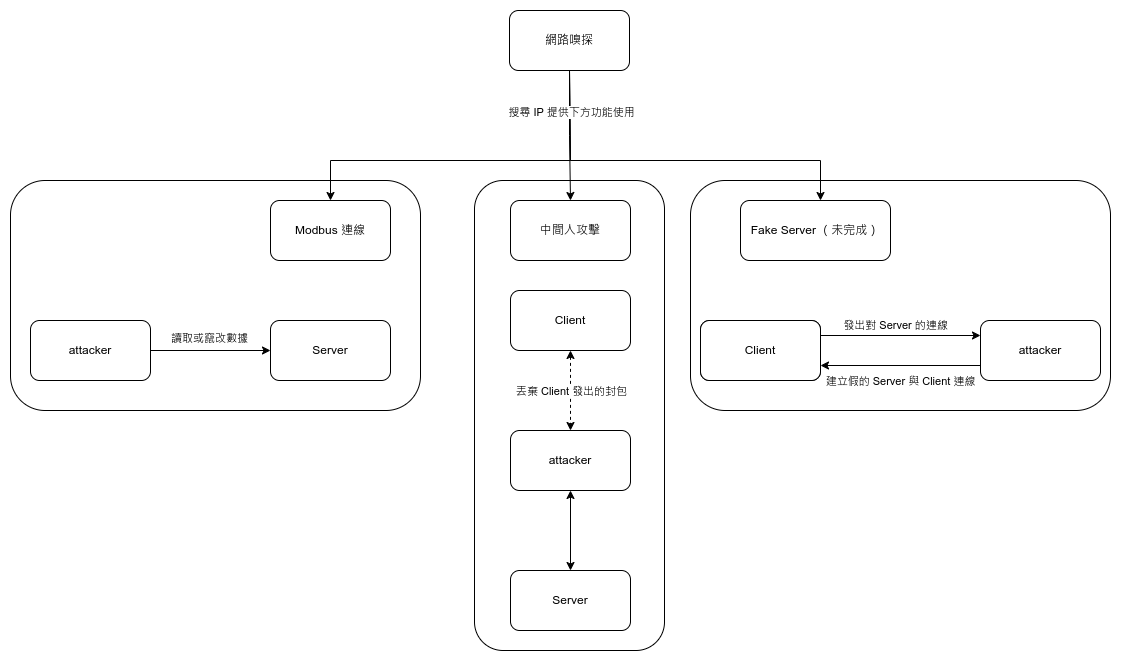 網路嗅探
搜尋 IP 提供下方功能使用
Modbus 連線
attacker
讀取或竄改數據
Server
中間人攻擊
Client
丟棄 Client 發出的封包
attacker
Server
Fake Server （未完成）
Client
發出對 Server 的連線
attacker
建立假的 Server 與 Client 連線